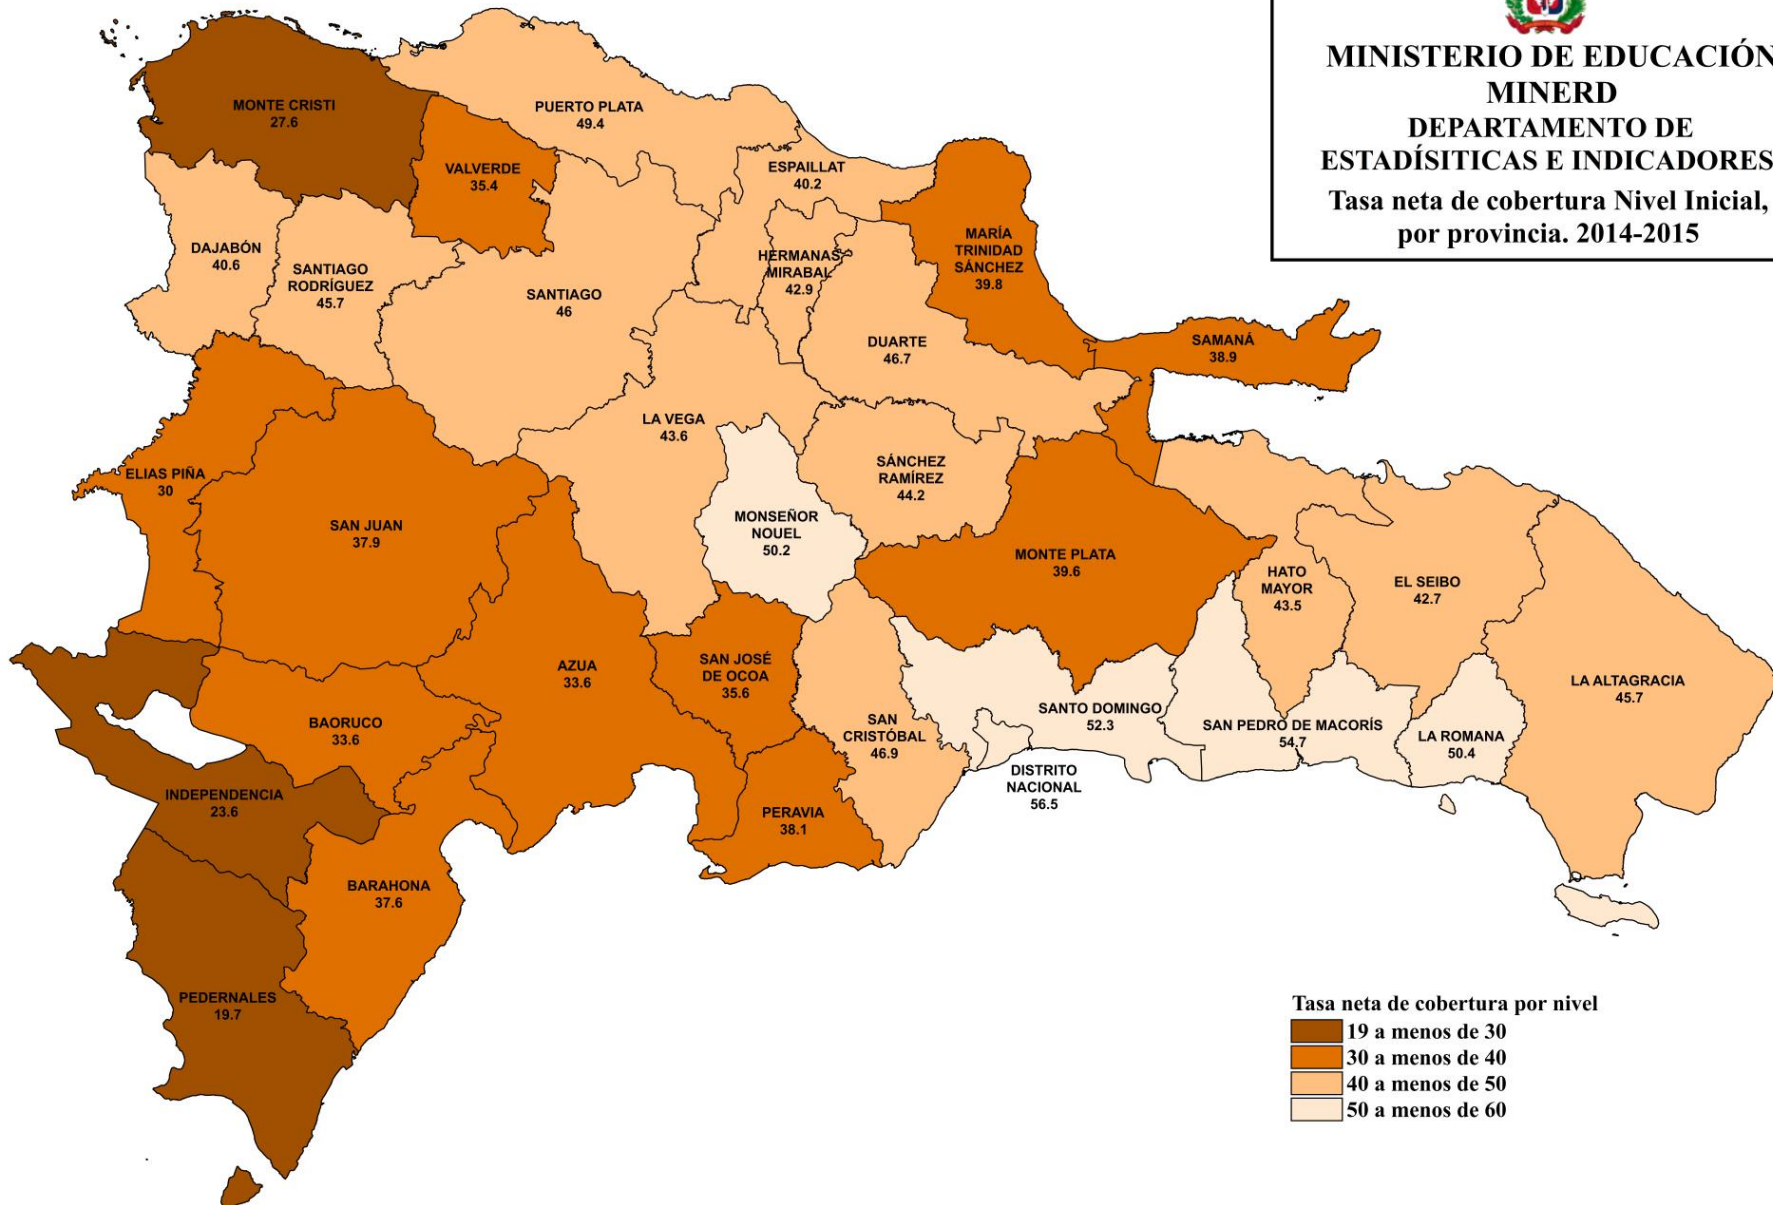 MINISTERIO DE EDUCACIÓN
MINERD
DEPARTAMENTO DE
ESTADÍSITICAS E INDICADORES
Tasa neta de cobertura Nivel Inicial,
por provincia. 2014-2015
MONTE CRISTI
27.6
PUERTO PLATA
49.4
VALVERDE
35.4
ESPAILLAT
40.2
DAJABÓN
40.6
SANTIAGO
RODRÍGUEZ
45.7
SANTIAGO
46
HERMANAS
MIRABAL
42.9
MARÍA
TRINIDAD
SÁNCHEZ
39.8
DUARTE
46.7
SAMANÁ
38.9
LA VEGA
43.6
ELIAS PIÑA
30
SAN JUAN
37.9
SÁNCHEZ
RAMÍREZ
44.2
MONSEÑOR
NOUEL
50.2
MONTE PLATA
39.6
HATO
MAYOR
43.5
EL SEIBO
42.7
LA ALTAGRACIA
45.7
AZUA
33.6
SAN JOSÉ
DE OCOA
35.6
BAORUCO
33.6
SAN
CRISTÓBAL
46.9
SANTO DOMINGO
52.3
SAN PEDRO DE MACORÍS
54.7
LA ROMANA
50.4
DISTRITO
NACIONAL
56.5
INDEPENDENCIA
23.6
PERAVIA
38.1
BARAHONA
37.6
PEDERNALES
19.7
Tasa neta de cobertura por nivel
19 a menos de 30
30 a menos de 40
40 a menos de 50
50 a menos de 60